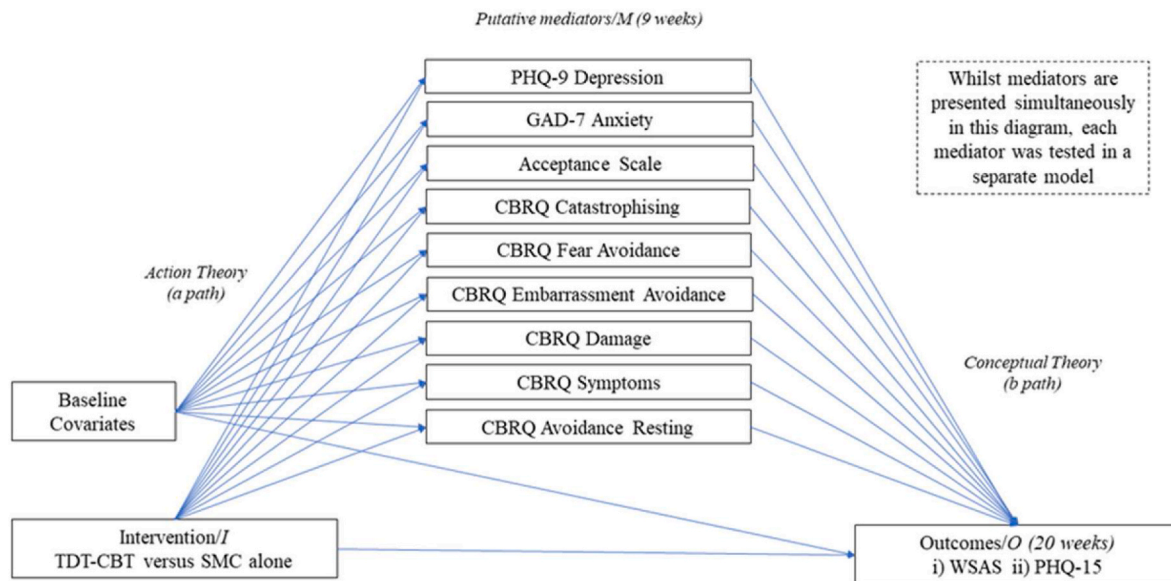 Putative mediators/M (9 weeks)
PHQ-9 Depression
GAD-7 Anxiety
Acceptance Scale
CBRQ Catastrophising
CBRQ Fear Avoidance
CBRQ Embarrassment Avoidance
CBRQ Damage
CBRQ Symptoms
CBRQ Avoidance Resting
Whilst mediators are
presented simultaneously
in this diagram, each
mediator was tested in a
separate model
Action Theory
(a path)
Conceptual Theory
(b path)
Baseline
Covariates
Intervention/I
TDT-CBT versus SMC alone
Outcomes/O (20 weeks)
i) WSAS ii) PHQ-15